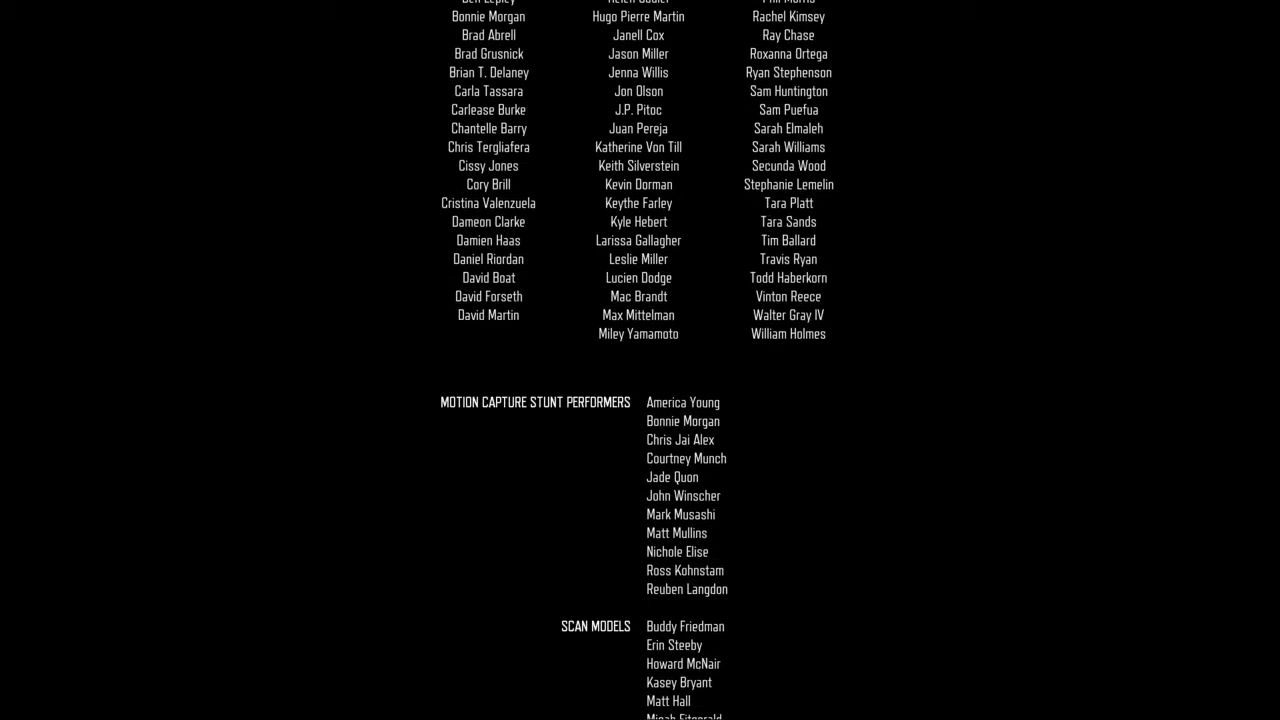 Bonnie Morgan
Brad Abrell
Brad Grusnick
Brian T. Delaney
Carla Tassara
Carlease Burke
Chantelle Barry
Chris Tergliafera
Cissy Jones
Cory Brill
Cristina Valenzuela
Dameon Clarke
Damien Haas
Daniel Riordan
David Boat
David Forseth
David Martin
Hugo Pierre Martin
Janell Cox
Jason Miller
Jenna Willis
Jon Olson
J.P. Pitoc
Juan Pereja
Katherine Von Till
Keith Silverstein
Kevin Dorman
Keythe Farley
Kyle Hebert
Larissa Gallagher
Leslie Miller
Lucien Dodge
Mac Brandt
Max Mittelman
Miley Yamamoto
Rachel Kimsey
Ray Chase
Roxanna Ortega
Ryan Stephenson
Sam Huntington
Sam Puefua
Sarah Elmaleh
Sarah Williams
Secunda Wood
Stephanie Lemelin
Tara Platt
Tara Sands
Tim Ballard
Travis Ryan
Todd Haberkorn
Vinton Reece
Walter Gray IV
William Holmes
MOTION CAPTURE STUNT PERFORMERS America Young
Bonnie Morgan
Chris Jai Alex
Courtney Munch
Jade Quon
John Winscher
Mark Musashi
Matt Mullins
Nichole Elise
Ross Kohnstam
Reuben Langdon
SCAN MODELS Buddy Friedman
Erin Steeby
Howard McNair
Kasey Bryant
Matt Hall